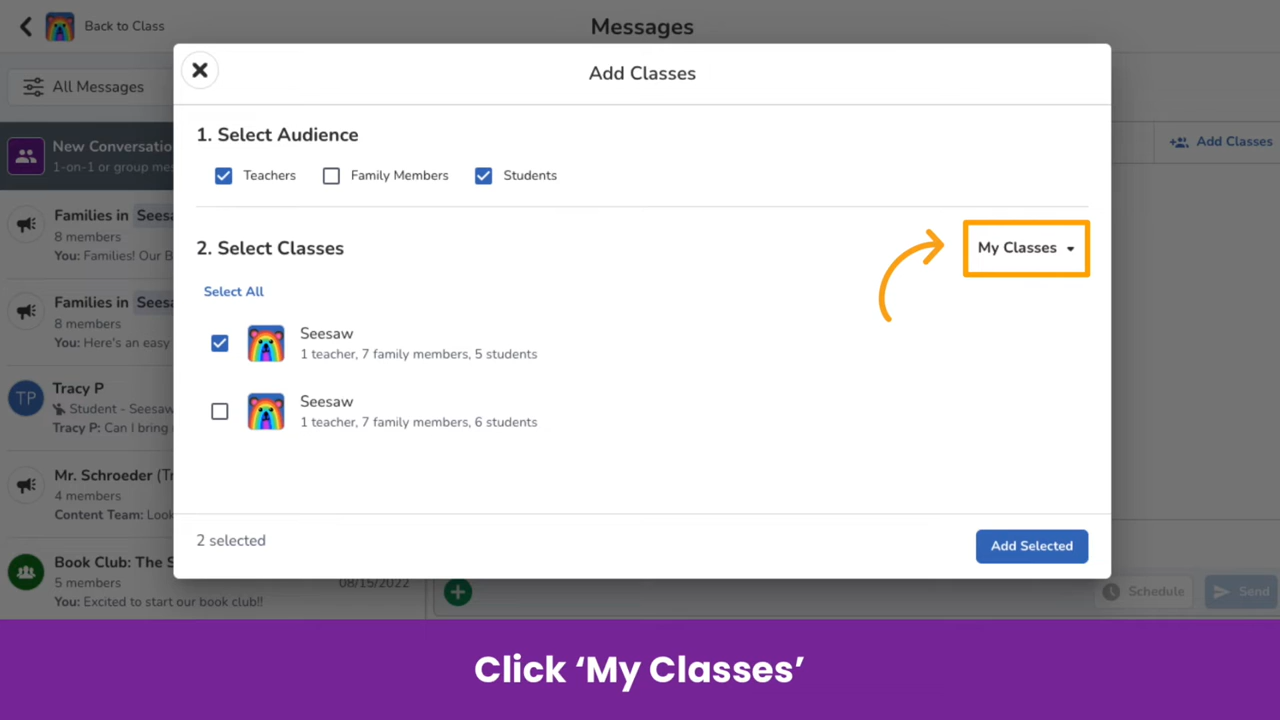 Back to Class
Messages
All Messages
Add Classes
New Conversatio
1-on-1 or group me
Families in Seesa
8 members
You: Families! Our B
Families in Seesa
8 members
You: Here's an easy
TP
Tracy P
Student - Seesaw
Tracy P: Can I bring
Mr. Schroeder (Tr
4 members
Content Team: Look
Book Club: The S
5 members
08/15/2022
You: Excited to start our book club!!
Add Classes
1. Select Audience
Teachers
Family Members
Students
2. Select Classes
My Classes
Select All
Seesaw
1 teacher, 7 family members, 5 students
Seesaw
1 teacher, 7 family members, 6 students
2 selected
Add Selected
Schedule
Send
Click ‘My Classes’